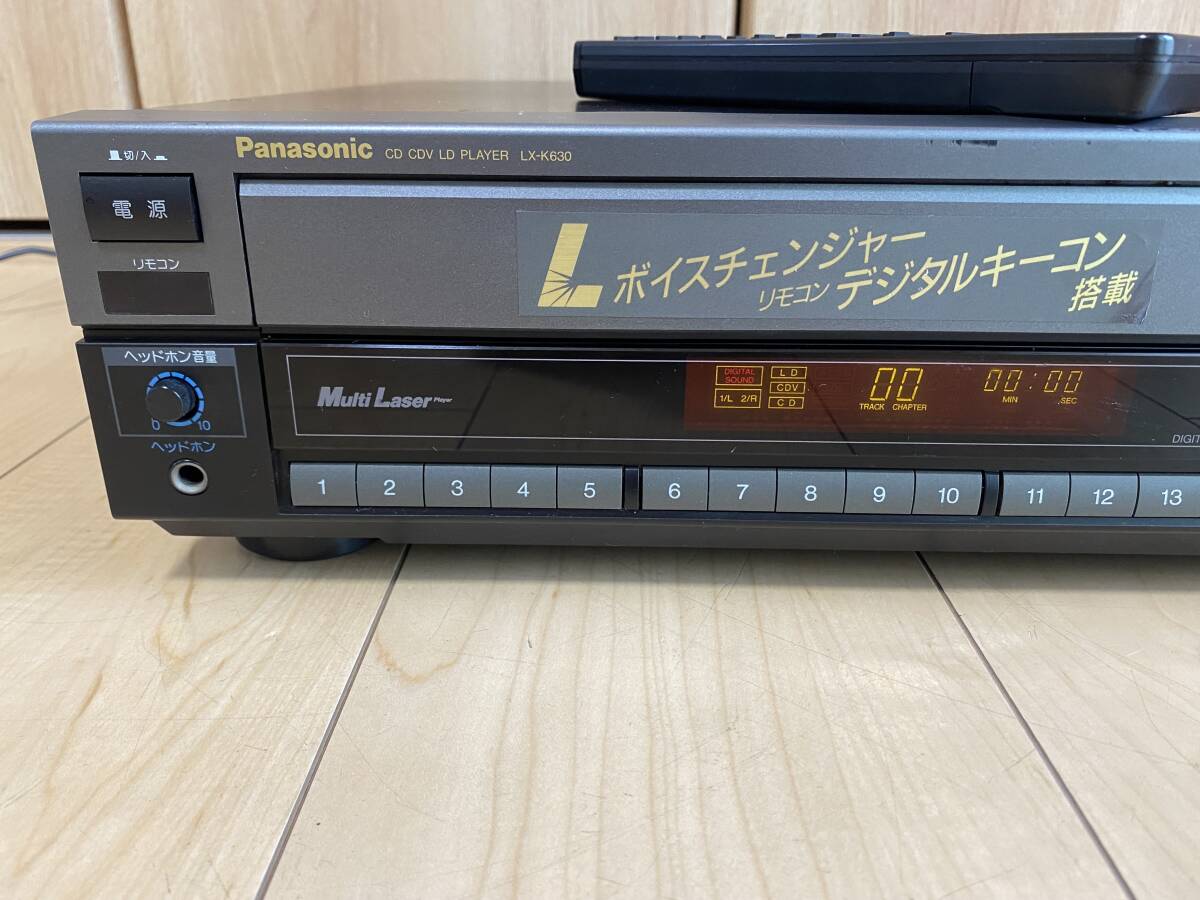 切/入
Panasonic CD CDV LD PLAYER LX-K630
電源
リモコン
L ボイスチェンジャー
リモコン デジタルキーコン
搭載
ヘッドホン音量
0 10
ヘッドホン
Multi Laser Player
DIGITAL SOUND
1/L 2/R
LD
CDV
CD
00
TRACK CHAPTER
00:00
MIN SEC
DIGIT
1 2 3 4 5 6 7 8 9 10 11 12 13